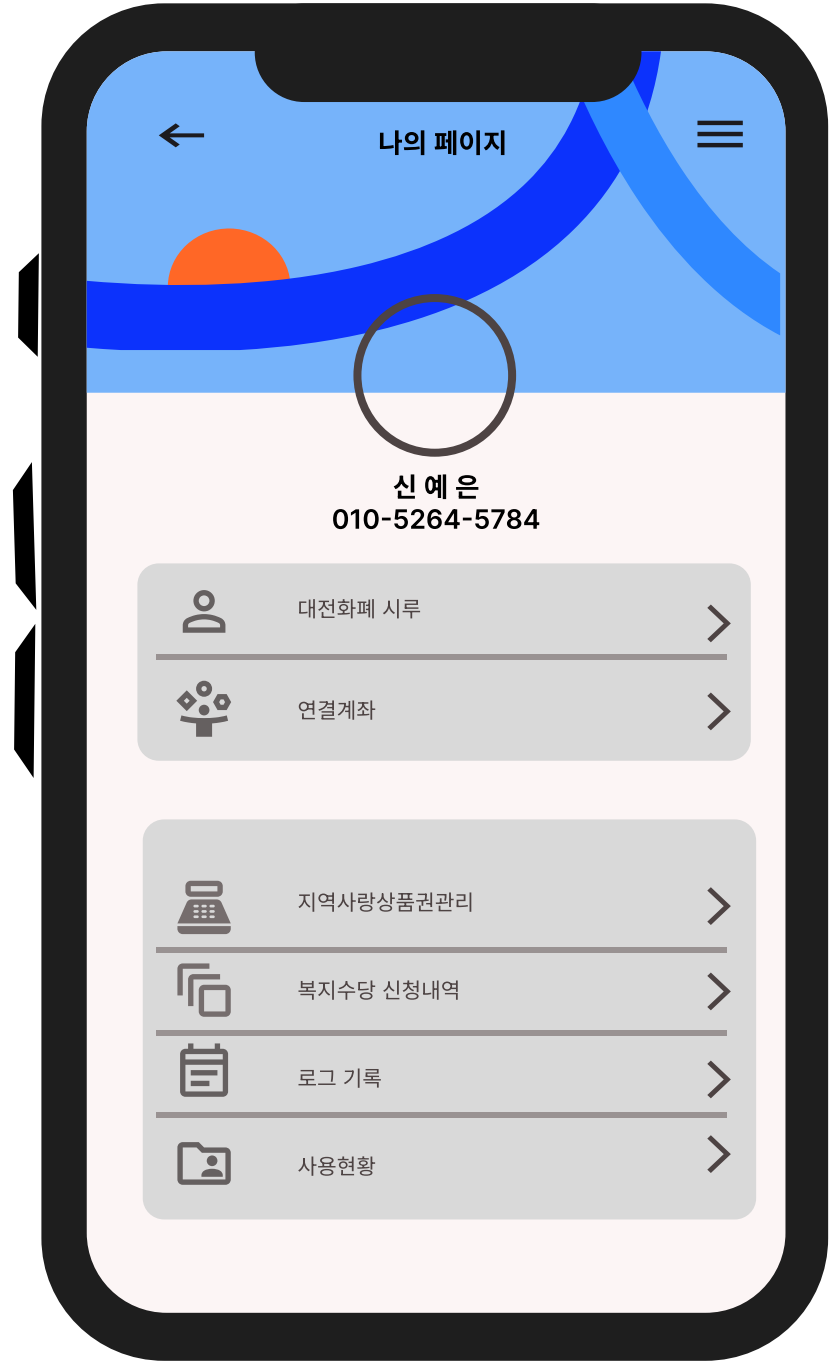 나의 페이지
신 예 은
010-5264-5784
대전화폐 시루
연결계좌
지역사랑상품권관리
복지수당 신청내역
로그 기록
사용현황